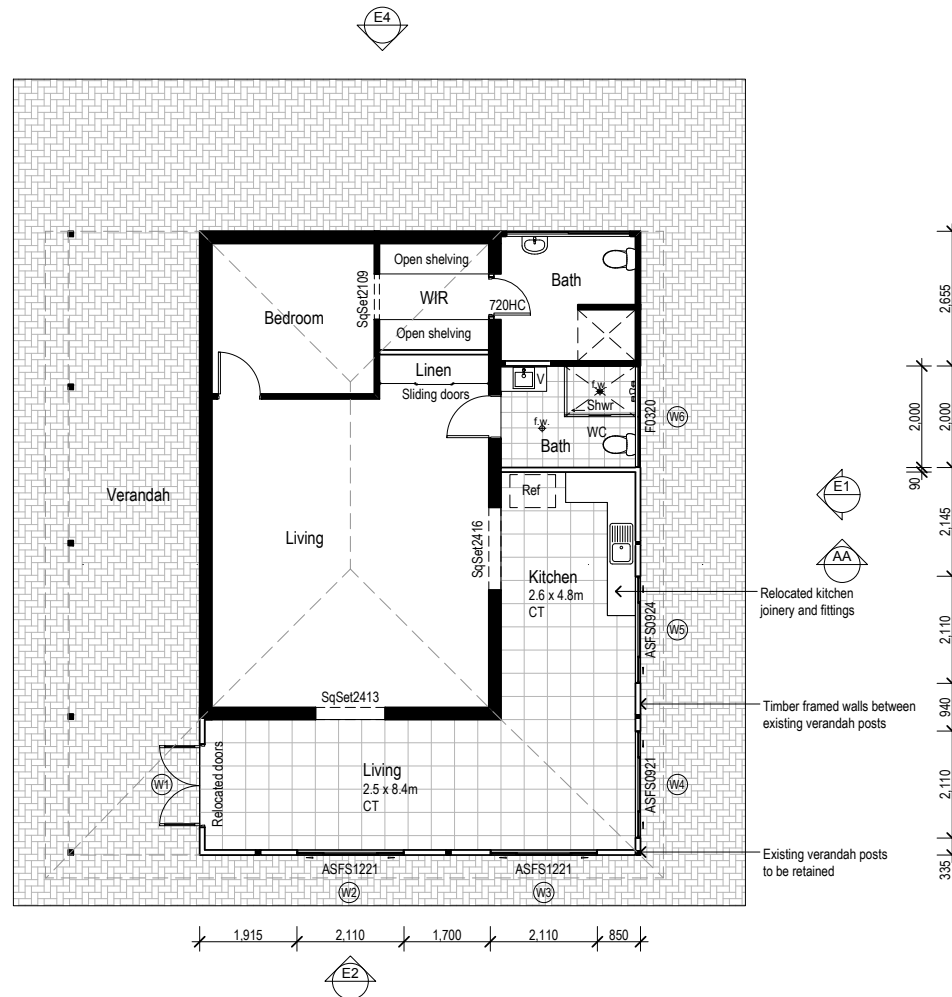 E4
Open shelving
Bath
SqSet2109
WIR
720HC
Bedroom
Open shelving
Linen
Sliding doors
V
f.w.
Shwr
f.w.
WC
Bath
F0320
W6
2,655
2,000
2,000
90
Verandah
Ref
E1
2,145
Living
SqSet2416
AA
Kitchen
2.6 x 4.8m
CT
Relocated kitchen
joinery and fittings
ASFS0924
W5
2,110
SqSet2413
Timber framed walls between
existing verandah posts
940
Living
2.5 x 8.4m
CT
Relocated doors
W1
ASFS0921
W4
2,110
Existing verandah posts
to be retained
335
ASFS1221
ASFS1221
W2
W3
1,915
2,110
1,700
2,110
850
E2